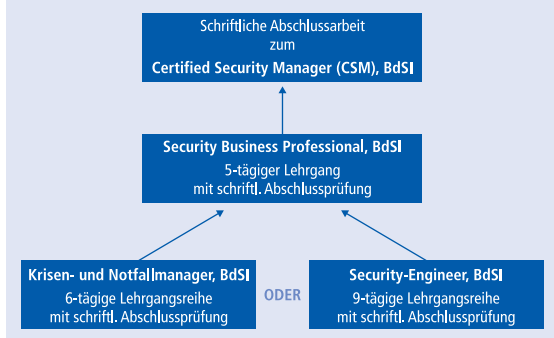 Schriftliche Abschlussarbeit
zum
Certified Security Manager (CSM), BdSI
Security Business Professional, BdSI
5-tägiger Lehrgang
mit schriftl. Abschlussprüfung
Krisen- und Notfallmanager, BdSI
6-tägige Lehrgangsreihe
mit schriftl. Abschlussprüfung
ODER
Security-Engineer, BdSI
9-tägige Lehrgangsreihe
mit schriftl. Abschlussprüfung